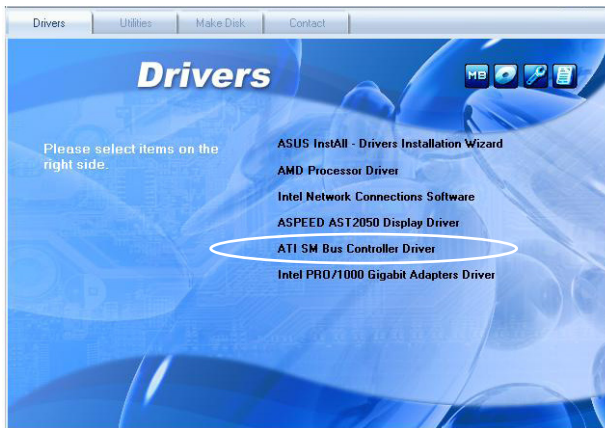 Drivers
Utilities
Make Disk
Contact
Drivers
MB
Please select items on the
right side.
ASUS InstAll - Drivers Installation Wizard
AMD Processor Driver
Intel Network Connections Software
ASPEED AST2050 Display Driver
ATI SM Bus Controller Driver
Intel PRO/1000 Gigabit Adapters Driver